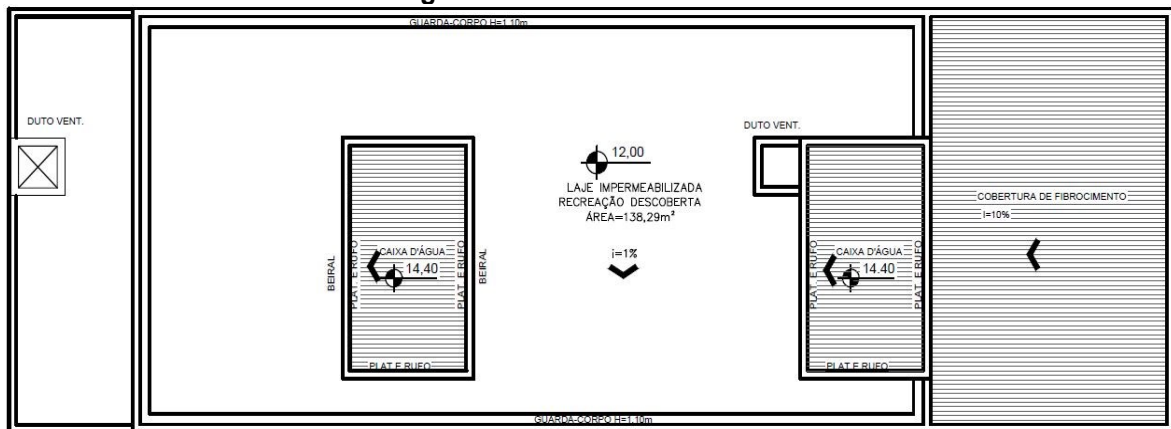 g
GUARDA-CORPO H=1.10m
DUTO VENT.
DUTO VENT.
12,00
LAJE IMPERMEABILIZADA
RECREAÇÃO DESCOBERTA
ÁREA=138,29m²
i=1%
BEIRAL
PLAT. E RUFO
CAIXA D'ÁGUA
14,40
PLAT. E RUFO
BEIRAL
PLAT E RUFO
PLAT E RUFO
CAIXA D'ÁGUA
14.40
PLAT. E RUFO
PLAT E RUFO
COBERTURA DE FIBROCIMENTO
i=10%
GUARDA-CORPO H=1.10m